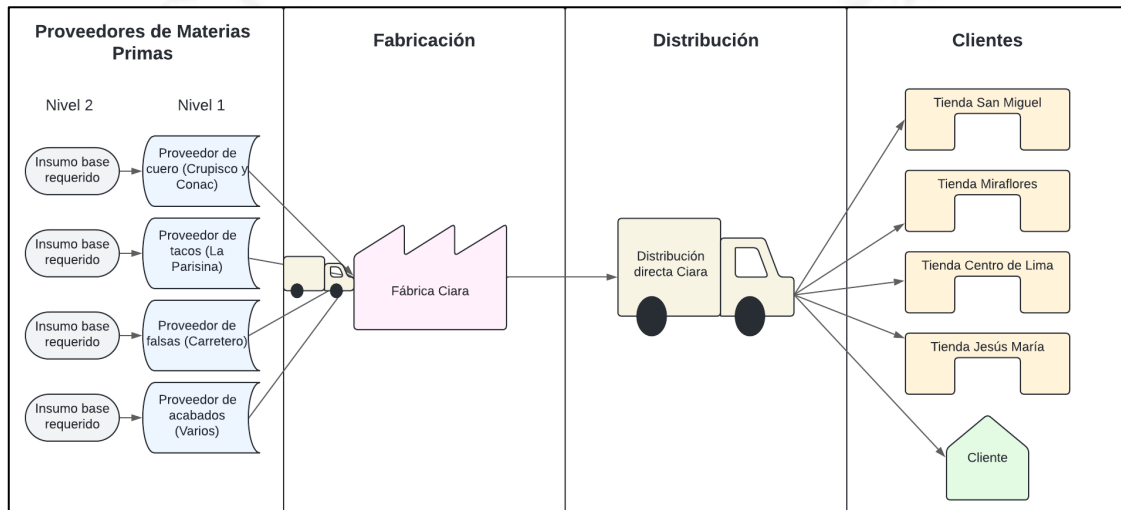 Proveedores de Materias
Primas
Fabricación
Distribución
Clientes
Nivel 2
Nivel 1
Insumo base
requerido
Proveedor de
cuero (Crupisco y
Conac)
Insumo base
requerido
Proveedor de
tacos (La
Parisina)
Insumo base
requerido
Proveedor de
falsas (Carretero)
Insumo base
requerido
Proveedor de
acabados
(Varios)
Fábrica Ciara
Distribución
directa Ciara
Tienda San Miguel
Tienda Miraflores
Tienda Centro de Lima
Tienda Jesús María
Cliente